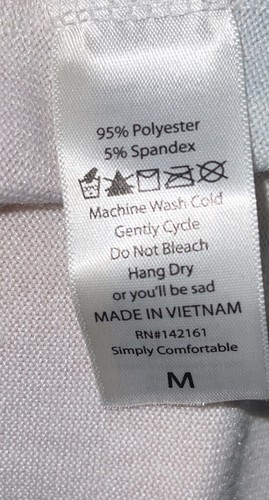 95% Polyester
5% Spandex
Machine Wash Cold
Gently Cycle
Do Not Bleach
Hang Dry
or you'll be sad
MADE IN VIETNAM
RN#142161
Simply Comfortable
M